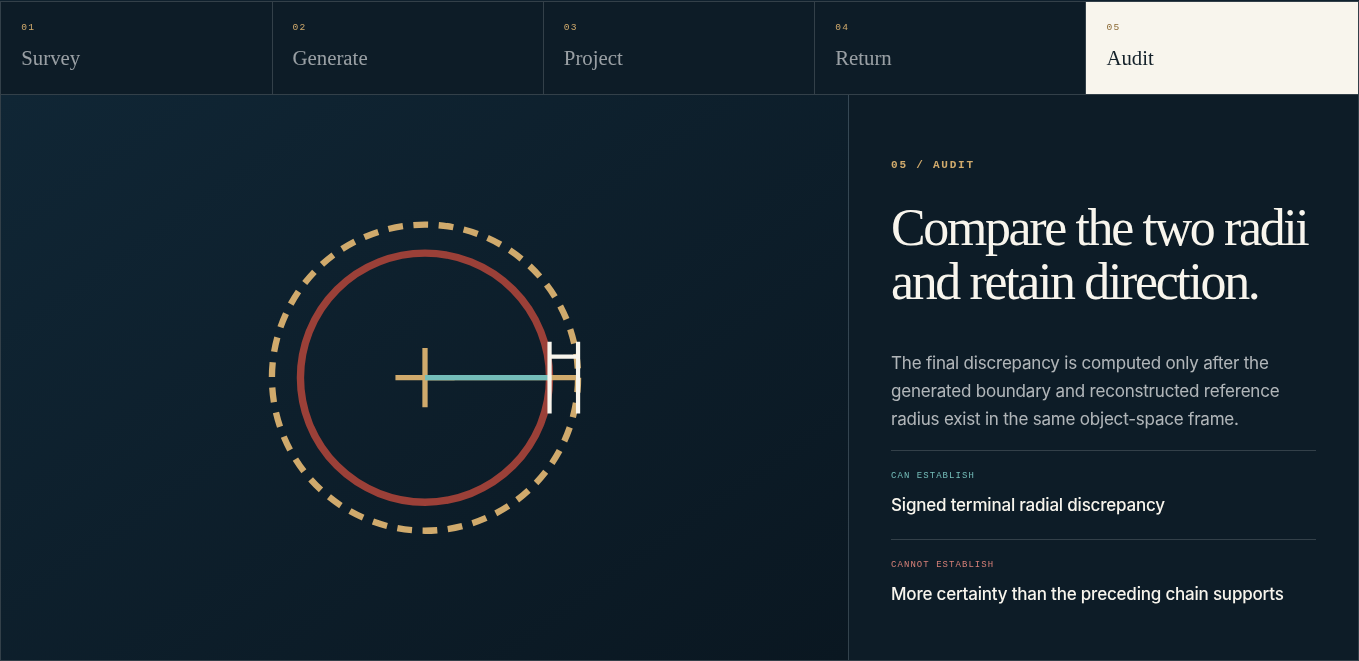 01
Survey
02
Generate
03
Project
04
Return
05
Audit
05 / AUDIT
Compare the two radii
and retain direction.
The final discrepancy is computed only after the
generated boundary and reconstructed reference
radius exist in the same object-space frame.
CAN ESTABLISH
Signed terminal radial discrepancy
CANNOT ESTABLISH
More certainty than the preceding chain supports